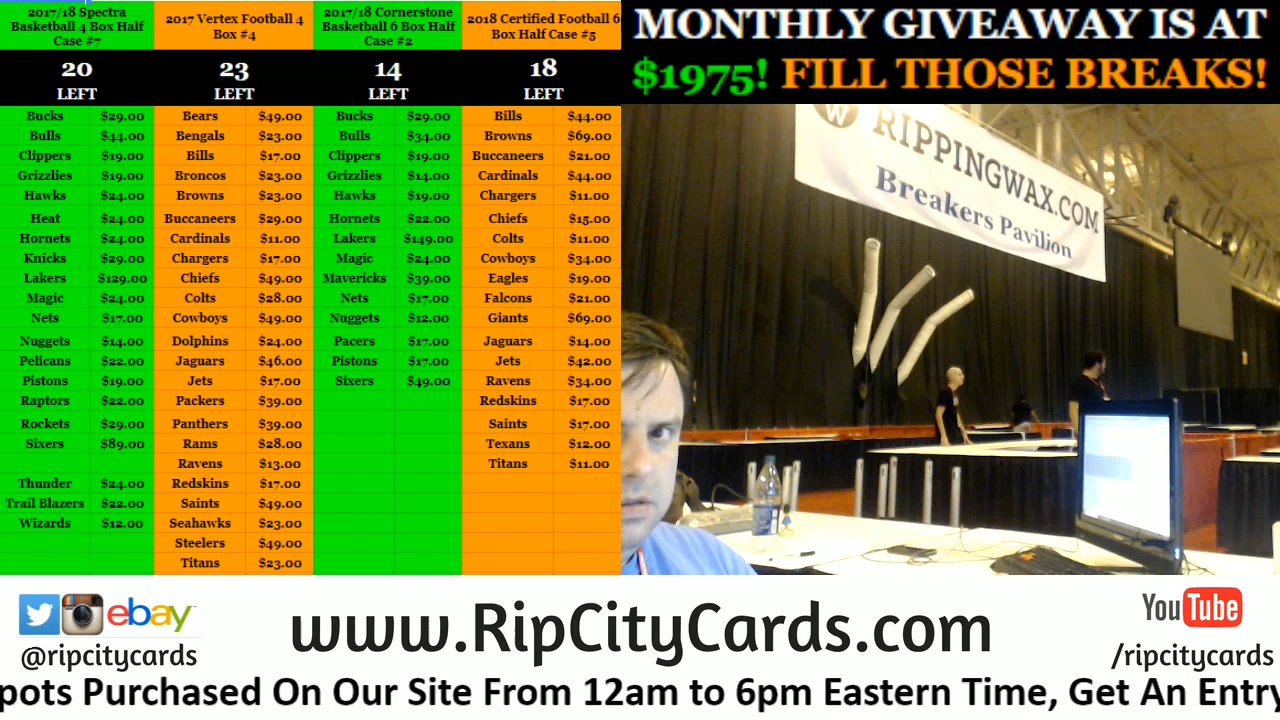 2017/18 Spectra
Basketball 4 Box Half
Case #7
2017 Vertex Football 4
Box #4
2017/18 Cornerstone
Basketball 6 Box Half
Case #2
2018 Certified Football 6
Box Half Case #5
20 LEFT
23 LEFT
14 LEFT
18 LEFT
Bucks $29.00 Bears $49.00 Bucks $29.00 Bills $44.00
Bulls $44.00 Bengals $23.00 Bulls $34.00 Browns $69.00
Clippers $19.00 Bills $17.00 Clippers $19.00 Buccaneers $21.00
Grizzlies $19.00 Broncos $23.00 Grizzlies $14.00 Cardinals $44.00
Hawks $24.00 Browns $23.00 Hawks $19.00 Chargers $11.00
Heat $24.00 Buccaneers $29.00 Hornets $22.00 Chiefs $15.00
Hornets $24.00 Cardinals $11.00 Lakers $149.00 Colts $11.00
Knicks $29.00 Chargers $17.00 Magic $24.00 Cowboys $34.00
Lakers $129.00 Chiefs $49.00 Mavericks $39.00 Eagles $19.00
Magic $24.00 Colts $28.00 Nets $17.00 Falcons $21.00
Nets $17.00 Cowboys $49.00 Nuggets $12.00 Giants $69.00
Nuggets $14.00 Dolphins $24.00 Pacers $17.00 Jaguars $14.00
Pelicans $22.00 Jaguars $46.00 Pistons $17.00 Jets $42.00
Pistons $19.00 Jets $17.00 Sixers $49.00 Ravens $34.00
Raptors $22.00 Packers $39.00 Redskins $17.00
Rockets $29.00 Panthers $39.00 Saints $17.00
Sixers $89.00 Rams $28.00 Texans $12.00
Ravens $13.00 Titans $11.00
Thunder $24.00 Redskins $17.00
Trail Blazers $22.00 Saints $49.00
Wizards $12.00 Seahawks $23.00
Steelers $49.00
Titans $23.00
MONTHLY GIVEAWAY IS AT
$1975! FILL THOSE BREAKS!
W RIPPINGWAX.COM
Breakers Pavilion
ebay
@ripcitycards
www.RipCityCards.com
YouTube
/ripcitycards
pots Purchased On Our Site From 12am to 6pm Eastern Time, Get An Entry